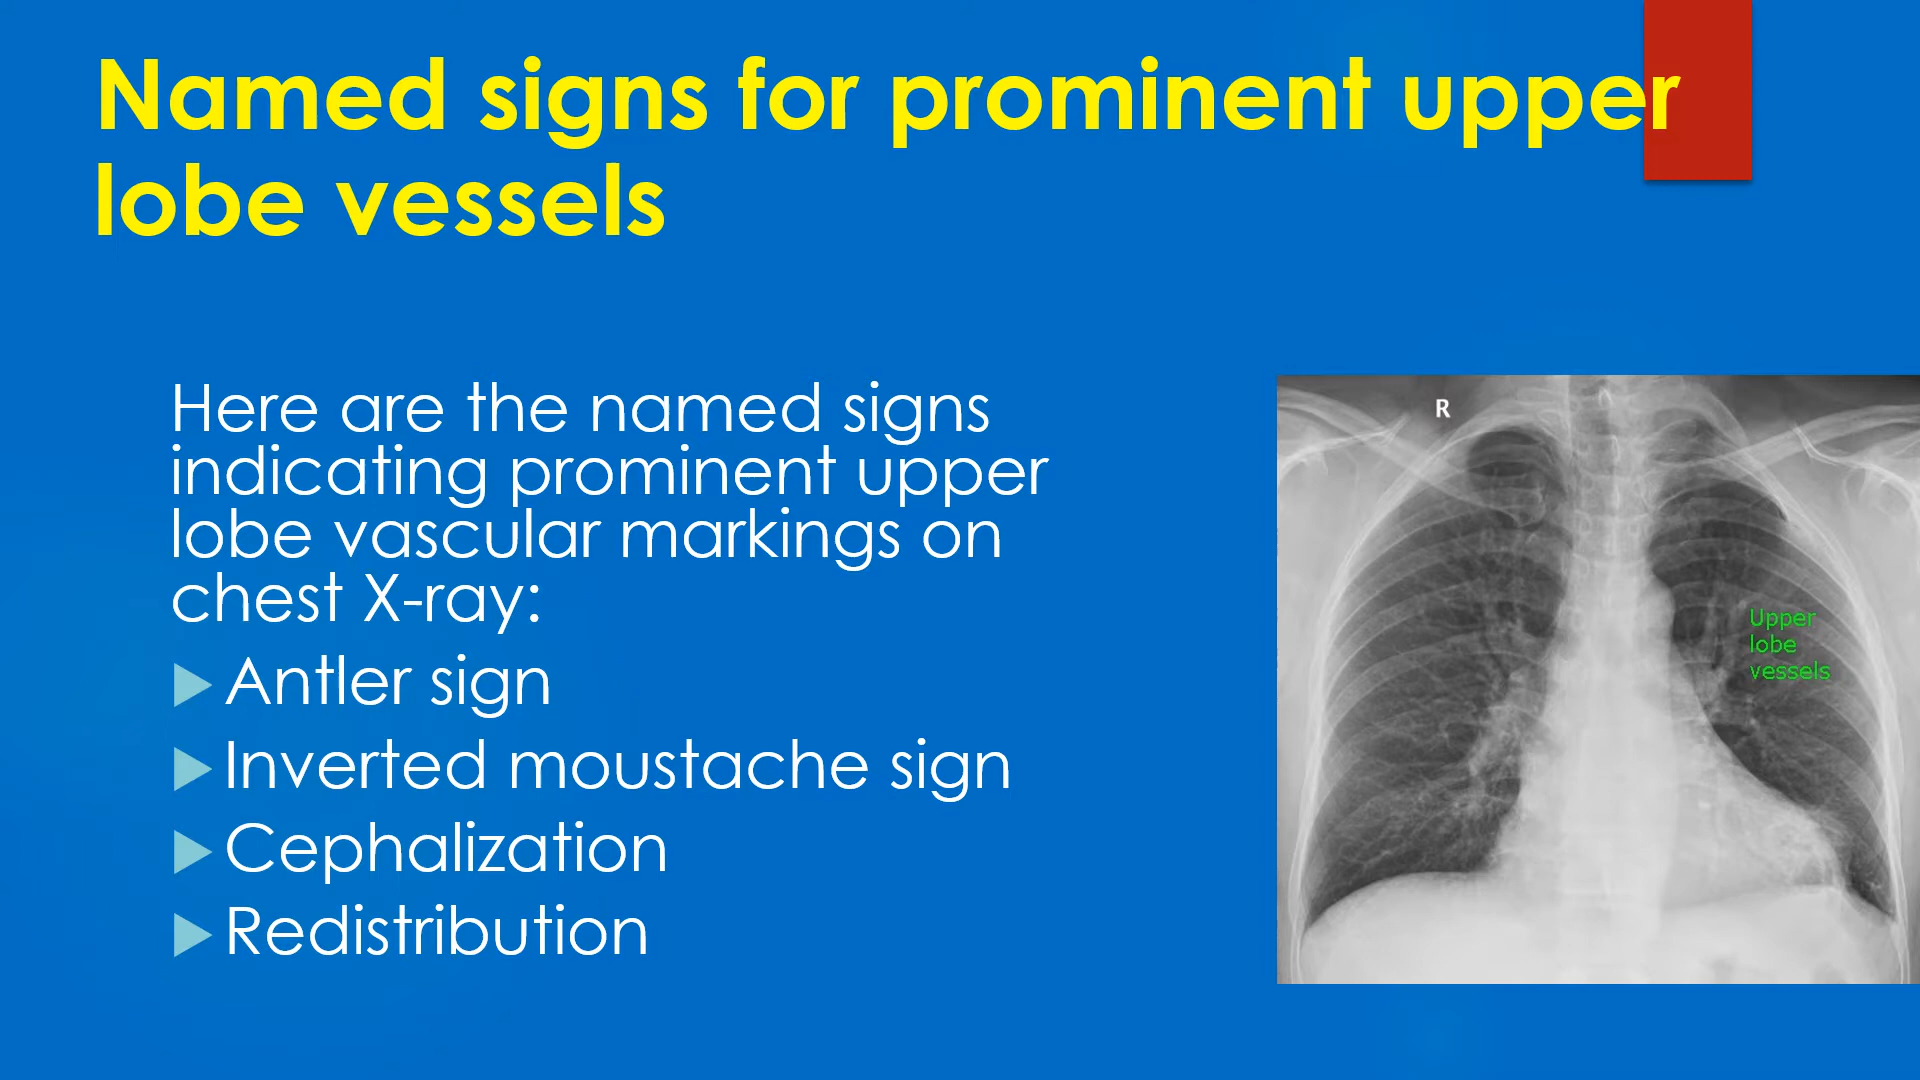 Named signs for prominent upper
lobe vessels
Here are the named signs
indicating prominent upper
lobe vascular markings on
chest X-ray:
Antler sign
Inverted moustache sign
Cephalization
Redistribution
R
Upper
lobe
vessels